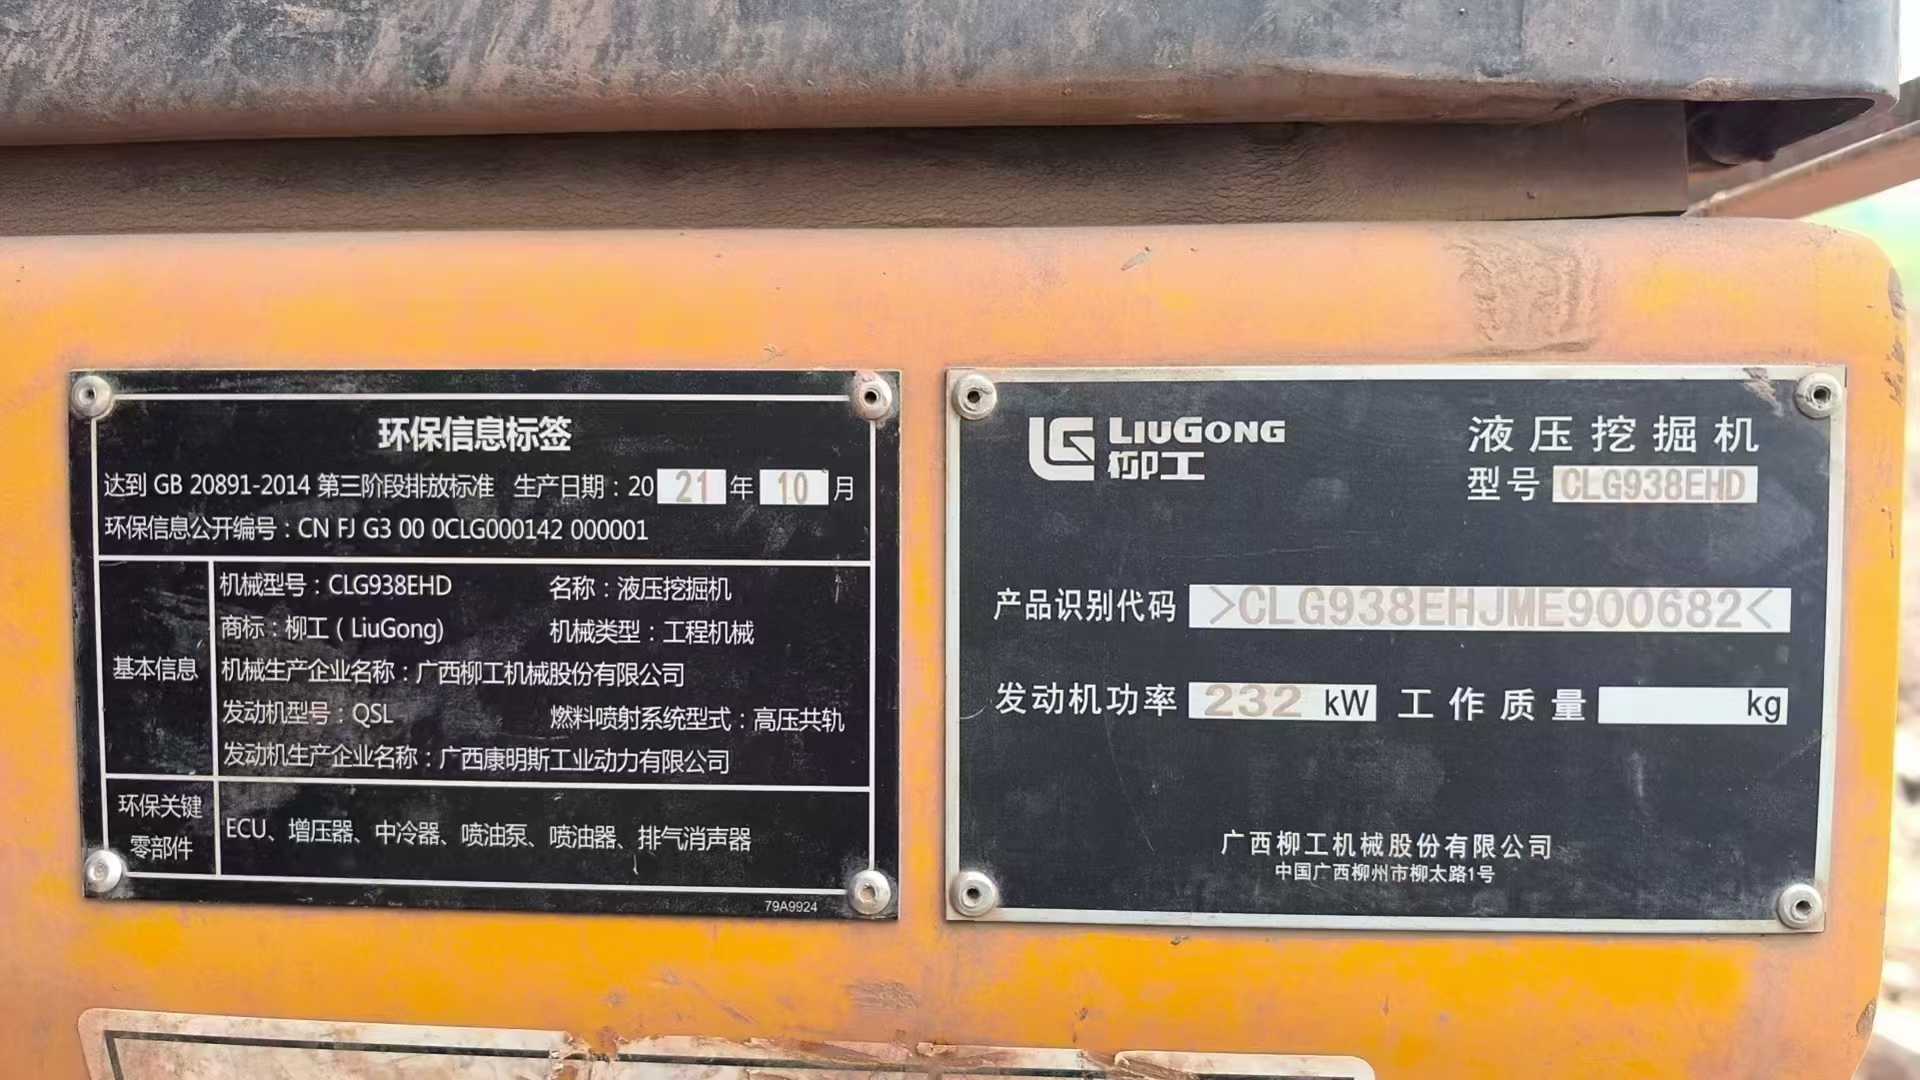 环保信息标签
达到 GB 20891-2014 第三阶段排放标准 生产日期：20 21 年 10 月
环保信息公开编号：CN FJ G3 00 0CLG000142 000001
基本信息
机械型号：CLG938EHD 名称：液压挖掘机
商标：柳工（LiuGong) 机械类型：工程机械
机械生产企业名称：广西柳工机械股份有限公司
发动机型号：QSL 燃料喷射系统型式：高压共轨
发动机生产企业名称：广西康明斯工业动力有限公司
环保关键
零部件
ECU、增压器、中冷器、喷油泵、喷油器、排气消声器
79A9924
LG LIUGONG
柳工
液压挖掘机
型号 CLG938EHD
产品识别代码 >CLG938EHJME900682<
发动机功率 232 kW 工作质量 kg
广西柳工机械股份有限公司
中国广西柳州市柳太路1号